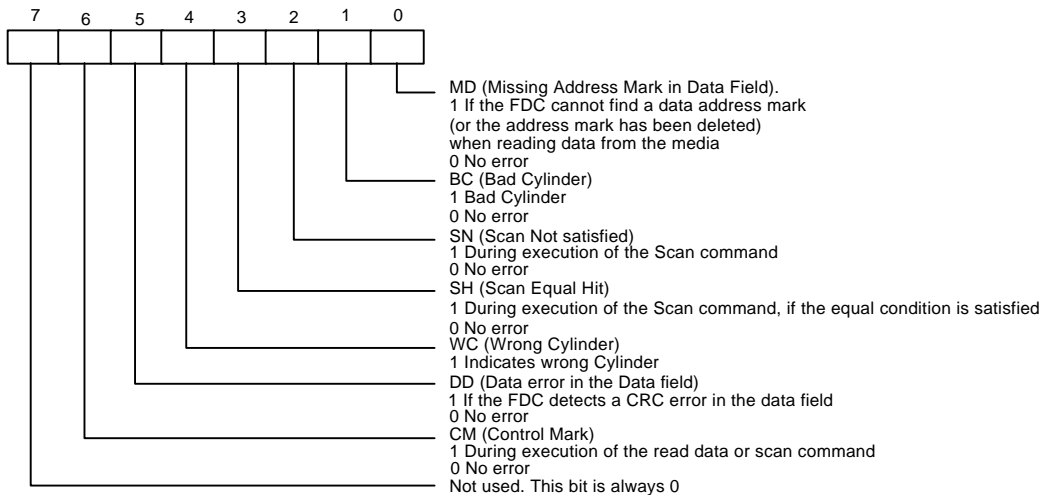 7 6 5 4 3 2 1 0
MD (Missing Address Mark in Data Field).
1 If the FDC cannot find a data address mark
(or the address mark has been deleted)
when reading data from the media
0 No error
BC (Bad Cylinder)
1 Bad Cylinder
0 No error
SN (Scan Not satisfied)
1 During execution of the Scan command
0 No error
SH (Scan Equal Hit)
1 During execution of the Scan command, if the equal condition is satisfied
0 No error
WC (Wrong Cylinder)
1 Indicates wrong Cylinder
DD (Data error in the Data field)
1 If the FDC detects a CRC error in the data field
0 No error
CM (Control Mark)
1 During execution of the read data or scan command
0 No error
Not used. This bit is always 0